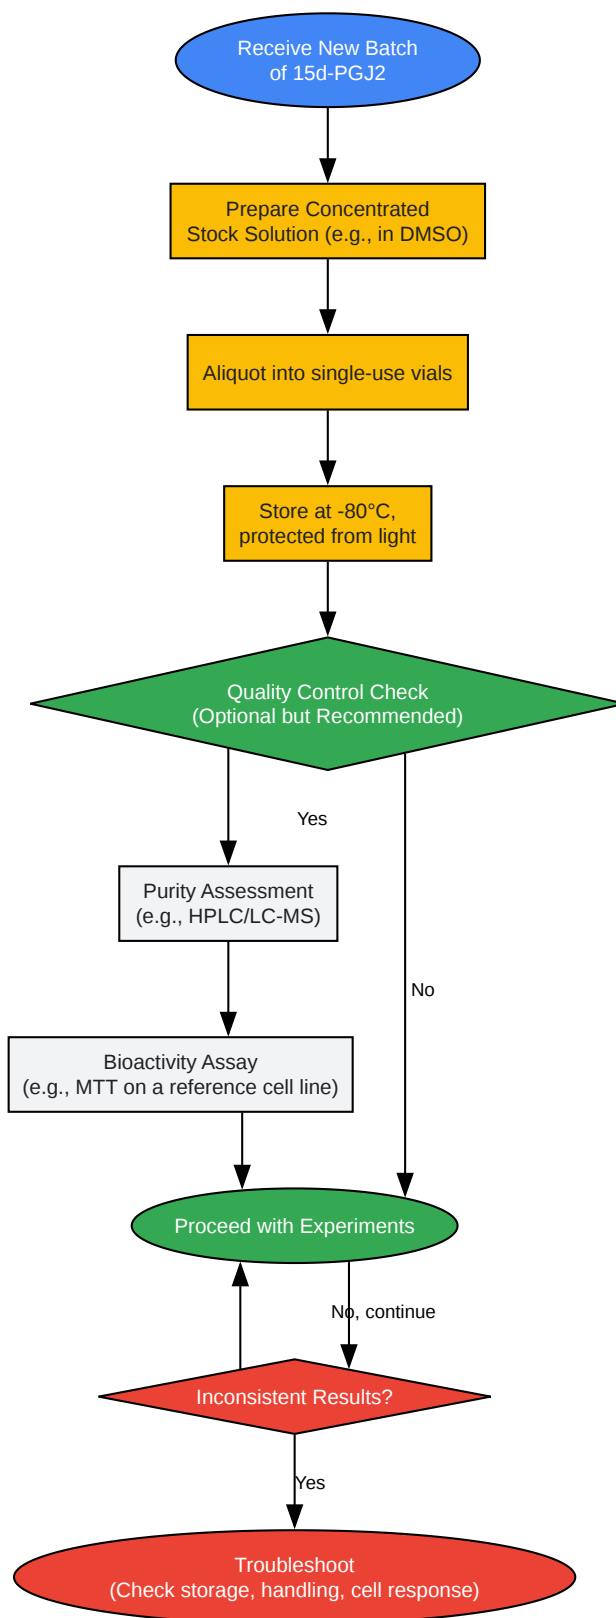 Receive New Batch
of 15d-PGJ2
Prepare Concentrated
Stock Solution (e.g., in DMSO)
Aliquot into single-use vials
Store at -80°C,
protected from light
Quality Control Check
(Optional but Recommended)
Yes
Purity Assessment
(e.g., HPLC/LC-MS)
No
Bioactivity Assay
(e.g., MTT on a reference cell line)
Proceed with Experiments
No, continue
Inconsistent Results?
Yes
Troubleshoot
(Check storage, handling, cell response)